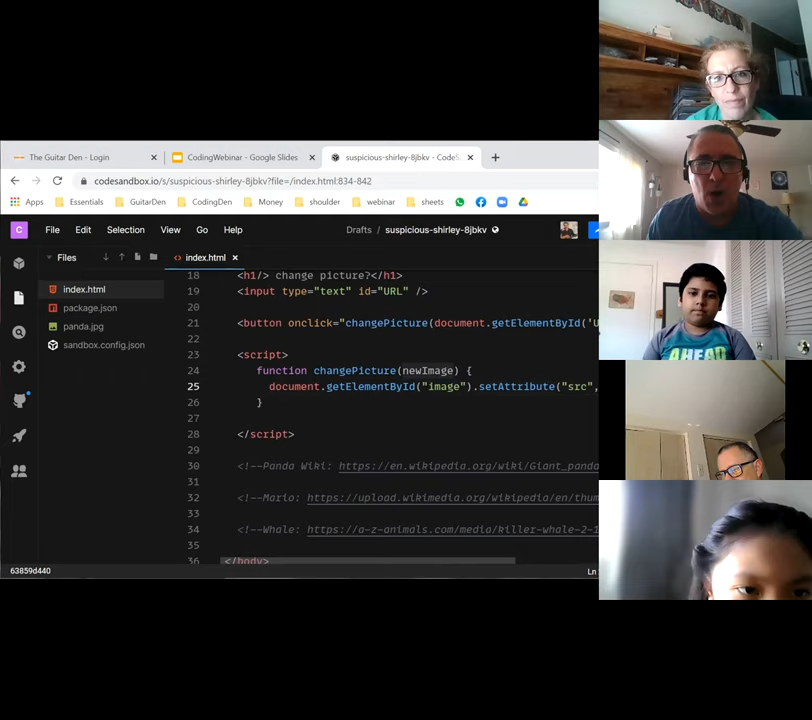 The Guitar Den - Login
CodingWebinar - Google Slides
suspicious-shirley-8jbkv - CodeS
codesandbox.io/s/suspicious-shirley-8jbkv?file=/index.html:834-842
Apps Essentials GuitarDen CodingDen Money shoulder webinar sheets
C File Edit Selection View Go Help
Drafts / suspicious-shirley-8jbkv
Files
index.html
index.html
package.json
panda.jpg
sandbox.config.json
18 <h1/> change picture?</h1>
19 <input type="text" id="URL" />
20
21 <button onclick="changePicture(document.getElementById('U
22
23 <script>
24 function changePicture(newImage) {
25 document.getElementById("image").setAttribute("src",
26 }
27
28 </script>
29
30 <!--Panda Wiki: https://en.wikipedia.org/wiki/Giant_panda
31
32 <!--Mario: https://upload.wikimedia.org/wikipedia/en/thum
33
34 <!--Whale: https://a-z-animals.com/media/killer-whale-2-1
35
36 </body>
63859d440
Ln
AHEAD